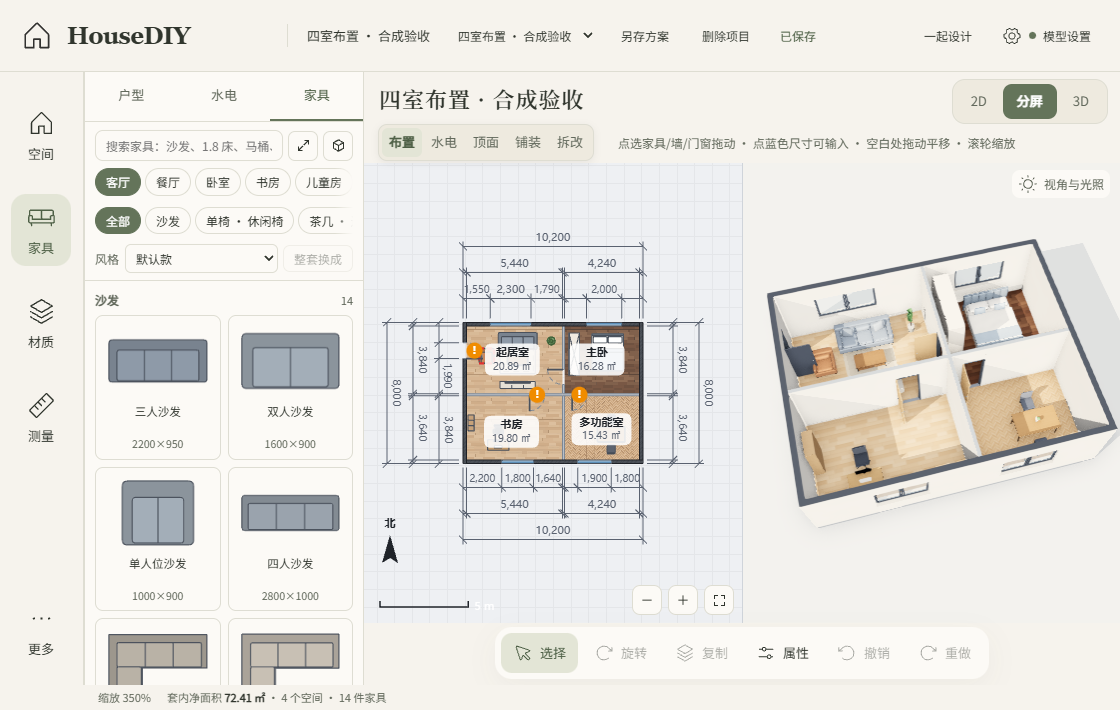 HouseDIY
四室布置 · 合成验收
四室布置 · 合成验收
另存方案
删除项目
已保存
一起设计
模型设置
空间
家具
材质
测量
···
更多
户型
水电
家具
搜索家具：沙发、1.8 床、马桶、
客厅
餐厅
卧室
书房
儿童房
全部
沙发
单椅 · 休闲椅
茶几 ·
风格
默认款
整套换成
沙发
14
三人沙发
2200×950
双人沙发
1600×900
单人位沙发
1000×900
四人沙发
2800×1000
四室布置 · 合成验收
2D
分屏
3D
布置
水电
顶面
铺装
拆改
点选家具/墙/门窗拖动 · 点蓝色尺寸可输入 · 空白处拖动平移 · 滚轮缩放
视角与光照
10,200
5,440
4,240
1,550
2,300
1,790
2,000
8,000
3,840
3,640
1,990
3,840
起居室
20.89 ㎡
主卧
16.28 ㎡
书房
19.80 ㎡
多功能室
15.43 ㎡
3,840
3,640
8,000
2,200
1,800
1,640
1,900
1,800
5,440
4,240
10,200
北
5 m
选择
旋转
复制
属性
撤销
重做
缩放 350%
套内净面积 72.41 ㎡ · 4 个空间 · 14 件家具